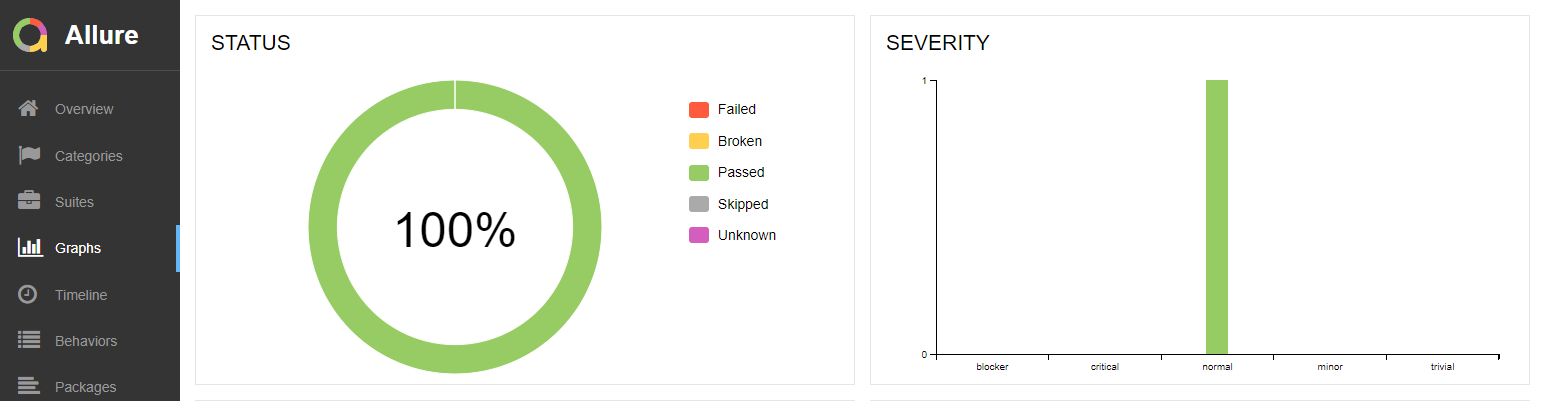 Allure
Overview
Categories
Suites
Graphs
Timeline
Behaviors
Packages
STATUS
100%
Failed
Broken
Passed
Skipped
Unknown
SEVERITY
1
0
blocker critical normal minor trivial